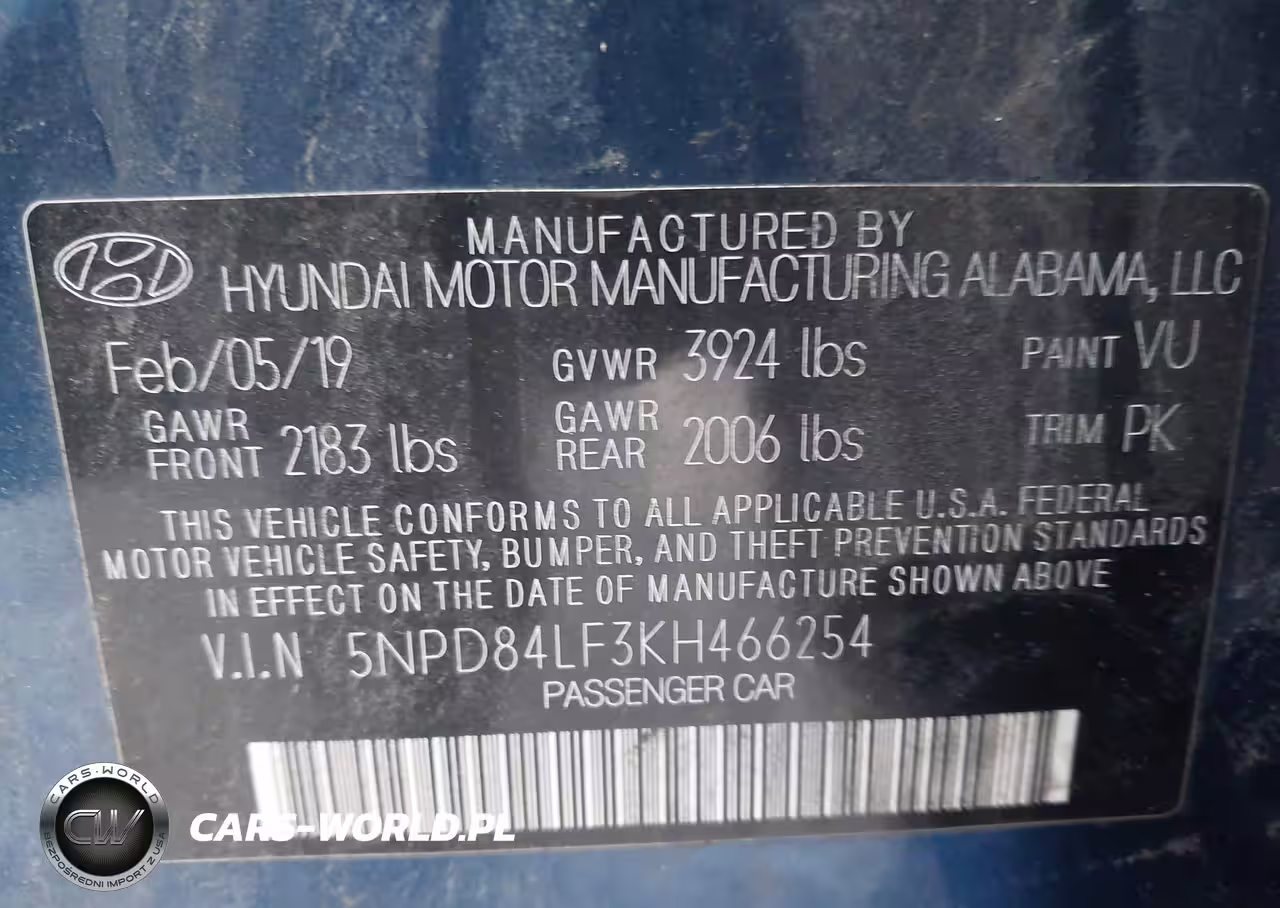 MANUFACTURED BY
HYUNDAI MOTOR MANUFACTURING ALABAMA, LLC
Feb/05/19 GVWR 3924 lbs PAINT VU
GAWR FRONT 2183 lbs GAWR REAR 2006 lbs TRIM PK
THIS VEHICLE CONFORMS TO ALL APPLICABLE U.S.A. FEDERAL
MOTOR VEHICLE SAFETY, BUMPER, AND THEFT PREVENTION STANDARDS
IN EFFECT ON THE DATE OF MANUFACTURE SHOWN ABOVE
V.I.N 5NPD84LF3KH466254
PASSENGER CAR
CARS-WORLD
CW
BEZPOŚREDNI IMPORT Z USA
CARS-WORLD.PL